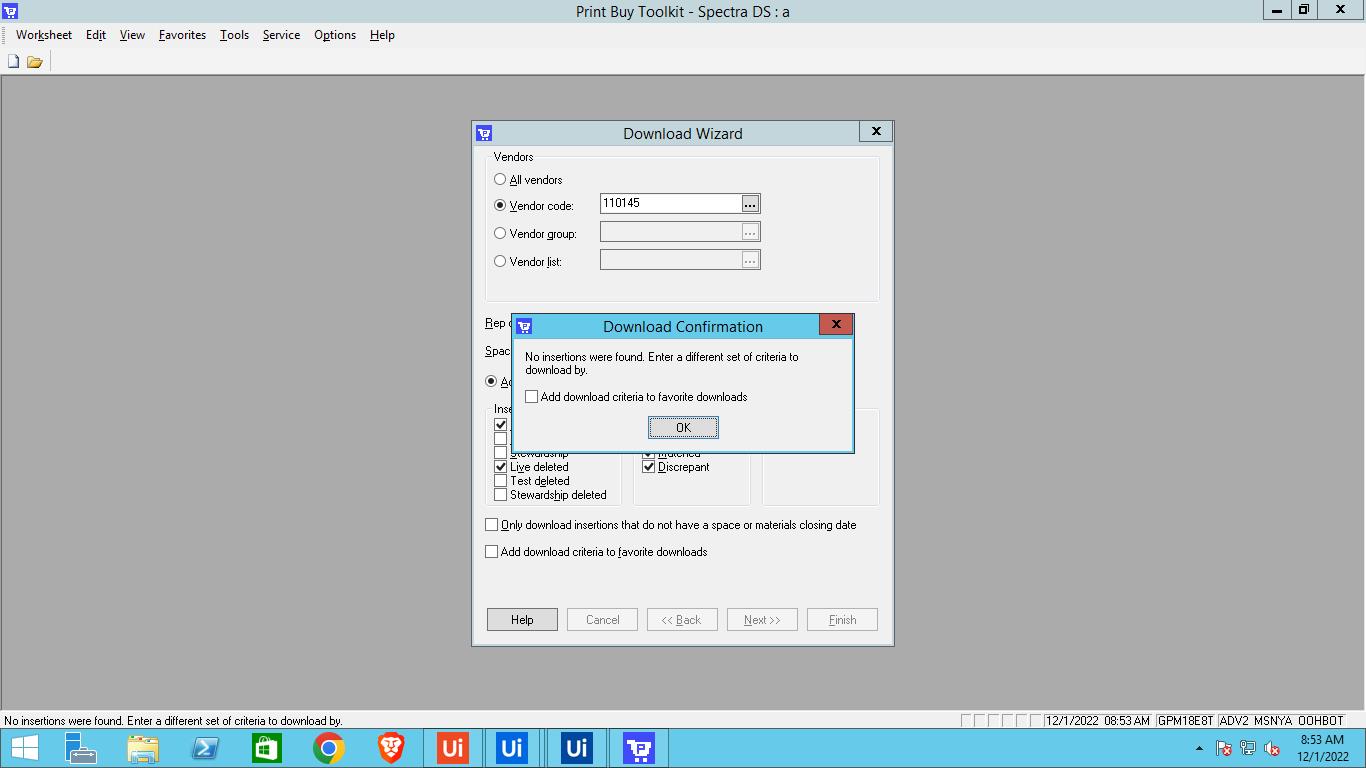 Print Buy Toolkit - Spectra DS : a
Worksheet Edit View Favorites Tools Service Options Help
Download Wizard
Vendors
All vendors
Vendor code: 110145 ...
Vendor group: ...
Vendor list: ...
Rep
Spac
Download Confirmation
No insertions were found. Enter a different set of criteria to
download by.
Add download criteria to favorite downloads
OK
Inse
Stewardship Matched
Live deleted Discrepant
Test deleted
Stewardship deleted
Only download insertions that do not have a space or materials closing date
Add download criteria to favorite downloads
Help Cancel << Back Next >> Finish
No insertions were found. Enter a different set of criteria to download by. 12/1/2022 08:53 AM GPM18E8T ADV2 MSNYA OOHBOT
Ui Ui Ui
8:53 AM
12/1/2022